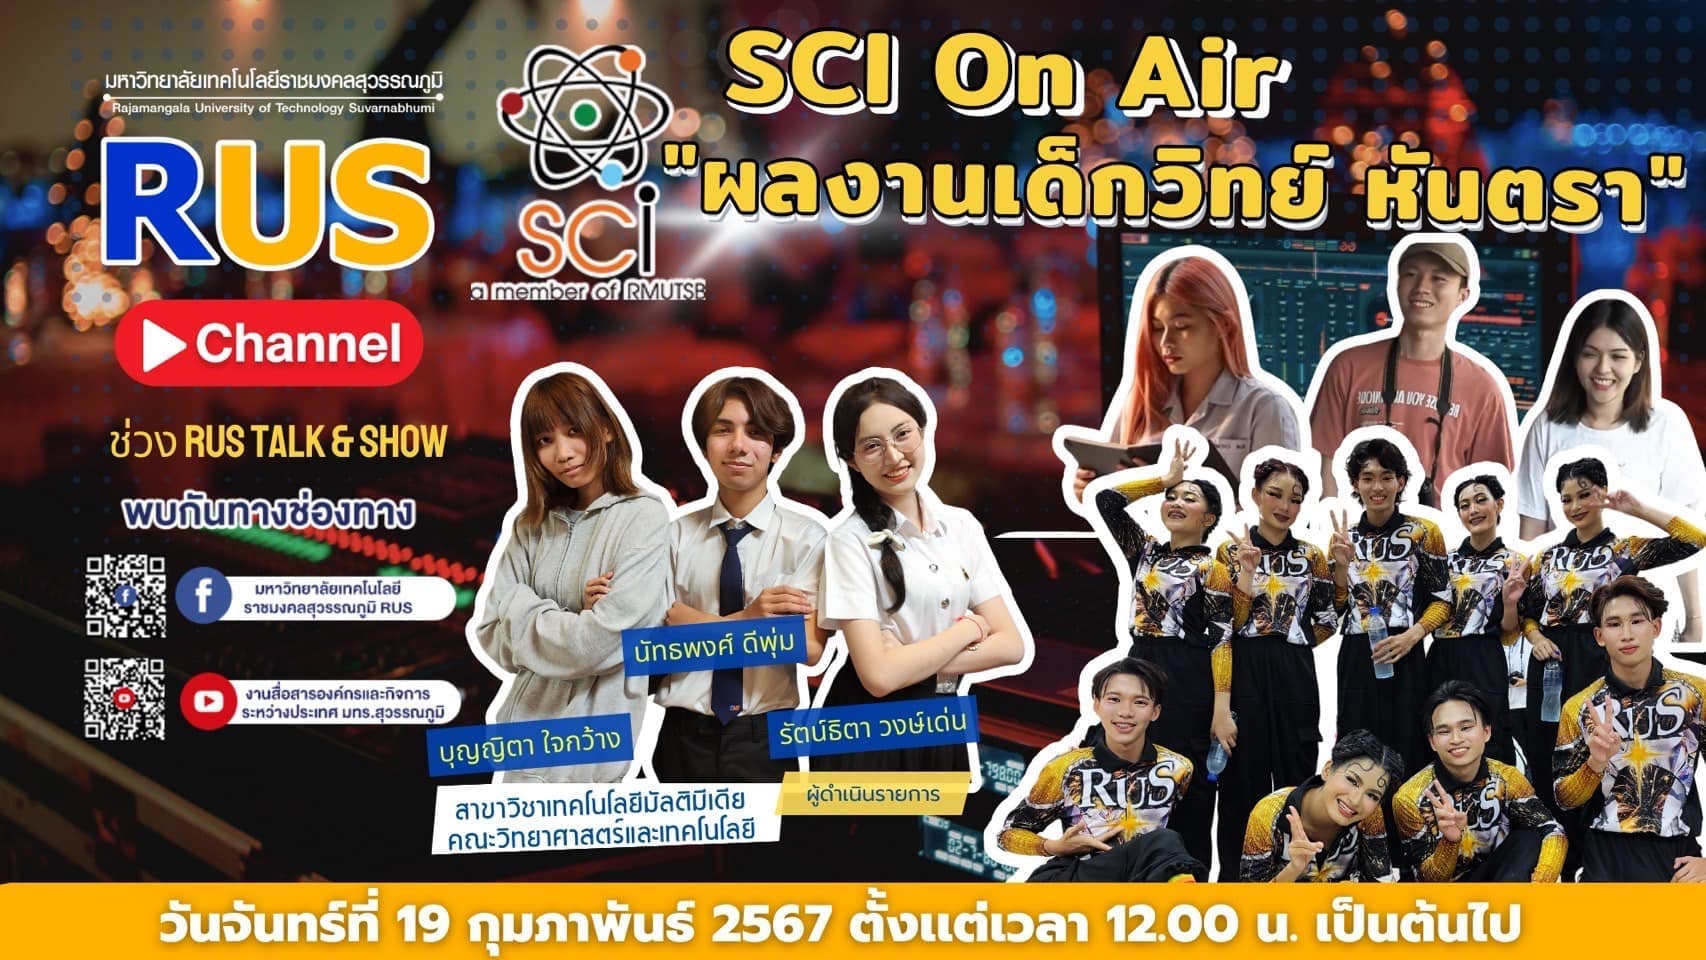 มหาวิทยาลัยเทคโนโลยีราชมงคลสุวรรณภูมิ
Rajamangala University of Technology Suvarnabhumi
RUS
Channel
ช่วง RUS TALK & SHOW
พบกันทางช่องทาง
มหาวิทยาลัยเทคโนโลยี
ราชมงคลสุวรรณภูมิ RUS
งานสื่อสารองค์กรและกิจการ
ระหว่างประเทศ มทร.สุวรรณภูมิ
sci
a member of RMUTSB
SCI On Air
"ผลงานเด็กวิทย์ หันตรา"
นัทธพงศ์ ดีพุ่ม
บุญญิตา ใจกว้าง
รัตน์ธิตา วงษ์เด่น
ผู้ดำเนินรายการ
สาขาวิชาเทคโนโลยีมัลติมีเดีย
คณะวิทยาศาสตร์และเทคโนโลยี
RUS
RUS
RUS
RUS
วันจันทร์ที่ 19 กุมภาพันธ์ 2567 ตั้งแต่เวลา 12.00 น. เป็นต้นไป